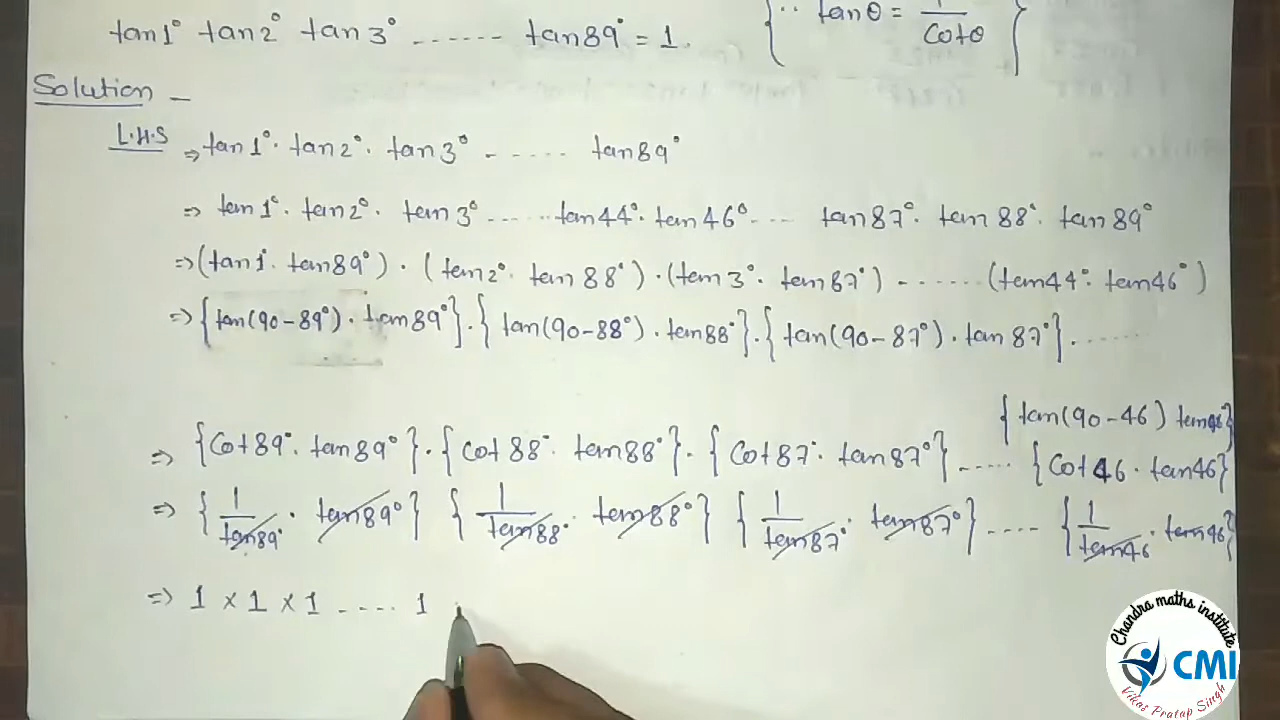 tan1° tan2° tan3° ...... tan89° = 1. { ∵ tanθ = 1/Cotθ }
Solution –
L.H.S ⇒ tan1°. tan2°. tan3° ...... tan89°
⇒ tan1°. tan2°. tan3° ...... tan44°. tan46° .... tan87°. tan88°. tan89°
⇒ (tan1°. tan89°) . (tan2°. tan88°) . (tan3°. tan87°) ....... (tan44°. tan46°)
⇒ {tan(90-89°) . tan89°} . {tan(90-88°) . tan88°} . {tan(90-87°) . tan87°} . ......
{tan(90-46) tan46}
⇒ {Cot89°. tan89°} . {Cot88°. tan88°} . {Cot87°. tan87°} ..... {Cot46 . tan46}
⇒ {1/tan89° . tan89°} {1/tan88° . tan88°} {1/tan87° . tan87°} .... {1/tan46 . tan46}
⇒ 1 × 1 × 1 ..... 1
Chandra maths institute
CMI
Vikas Pratap Singh